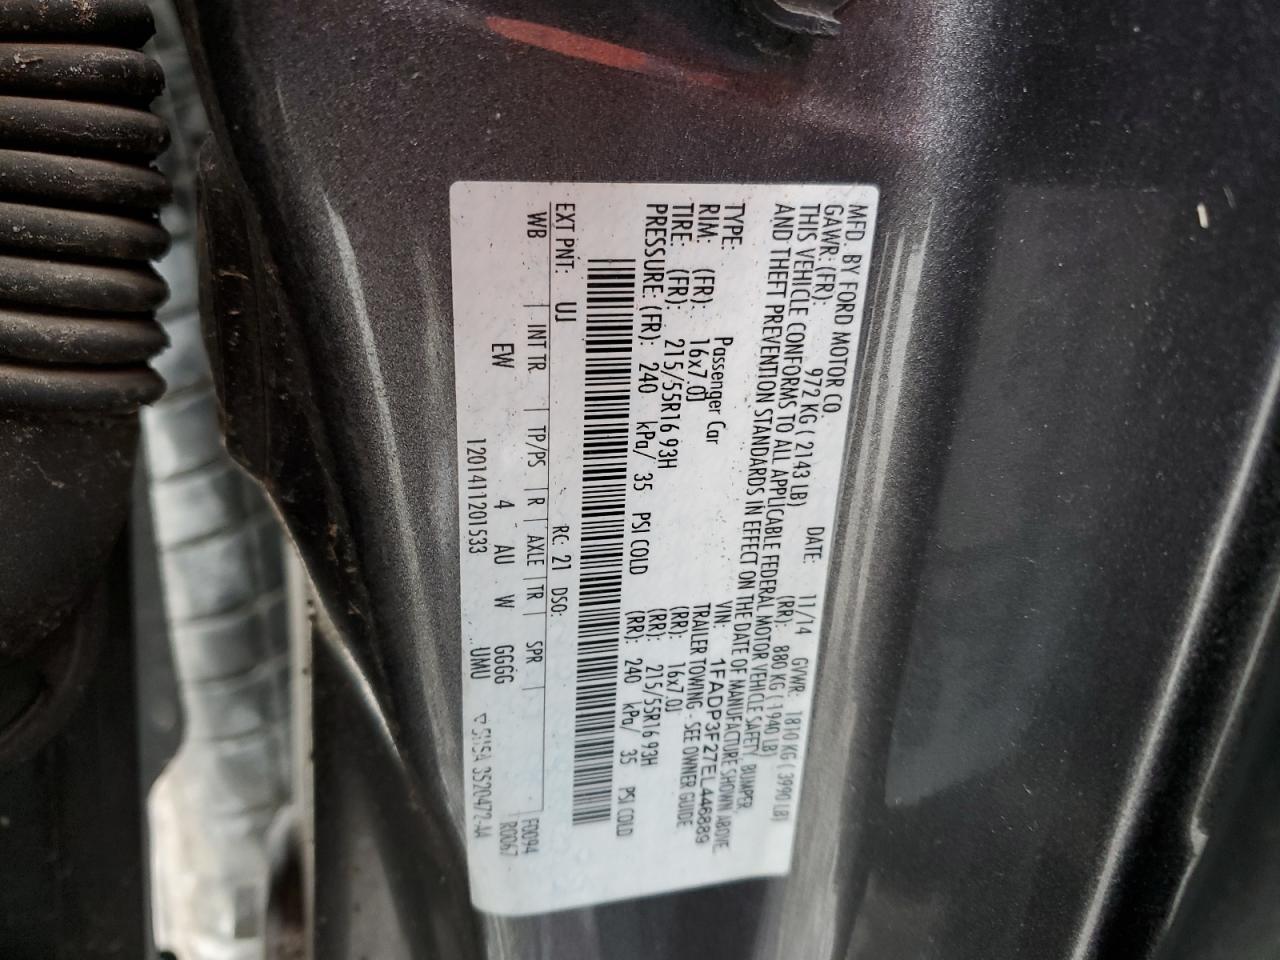 MFD. BY FORD MOTOR CO.
DATE: 11/14 GVWR: 1810 KG ( 3990 LB)
GAWR: (FR): 972 KG ( 2143 LB) (RR): 880 KG ( 1940 LB)
THIS VEHICLE CONFORMS TO ALL APPLICABLE FEDERAL MOTOR VEHICLE SAFETY, BUMPER,
AND THEFT PREVENTION STANDARDS IN EFFECT ON THE DATE OF MANUFACTURE SHOWN ABOVE.
VIN: 1FADP3F27EL446889
TYPE: Passenger Car TRAILER TOWING - SEE OWNER GUIDE
RIM: (FR): 16x7.0J (RR): 16x7.0J
TIRE: (FR): 215/55R16 93H (RR): 215/55R16 93H
PRESSURE: (FR): 240 kPa/ 35 PSI COLD (RR): 240 kPa/ 35 PSI COLD
EXT PNT: UJ RC: 21 DSO:
WB INT TR TP/PS R AXLE TR SPR F0094
EW 4 AU W GGGG R0067
1201411201533 UMU 3520472-AA